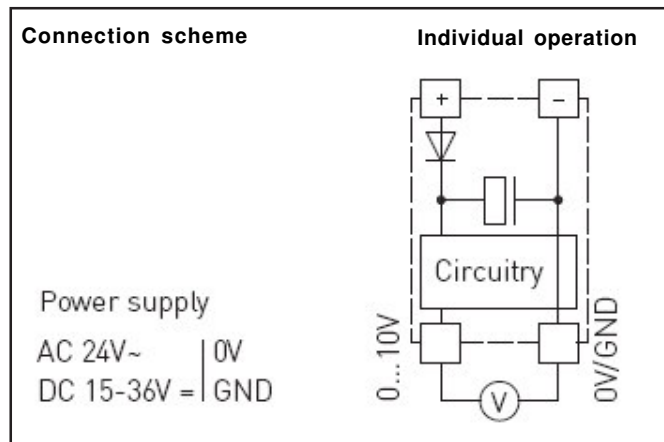 Connection scheme
Individual operation
+ −
Circuitry
Power supply
AC 24V~ 0V
DC 15-36V = GND
0...10V
0V/GND
V